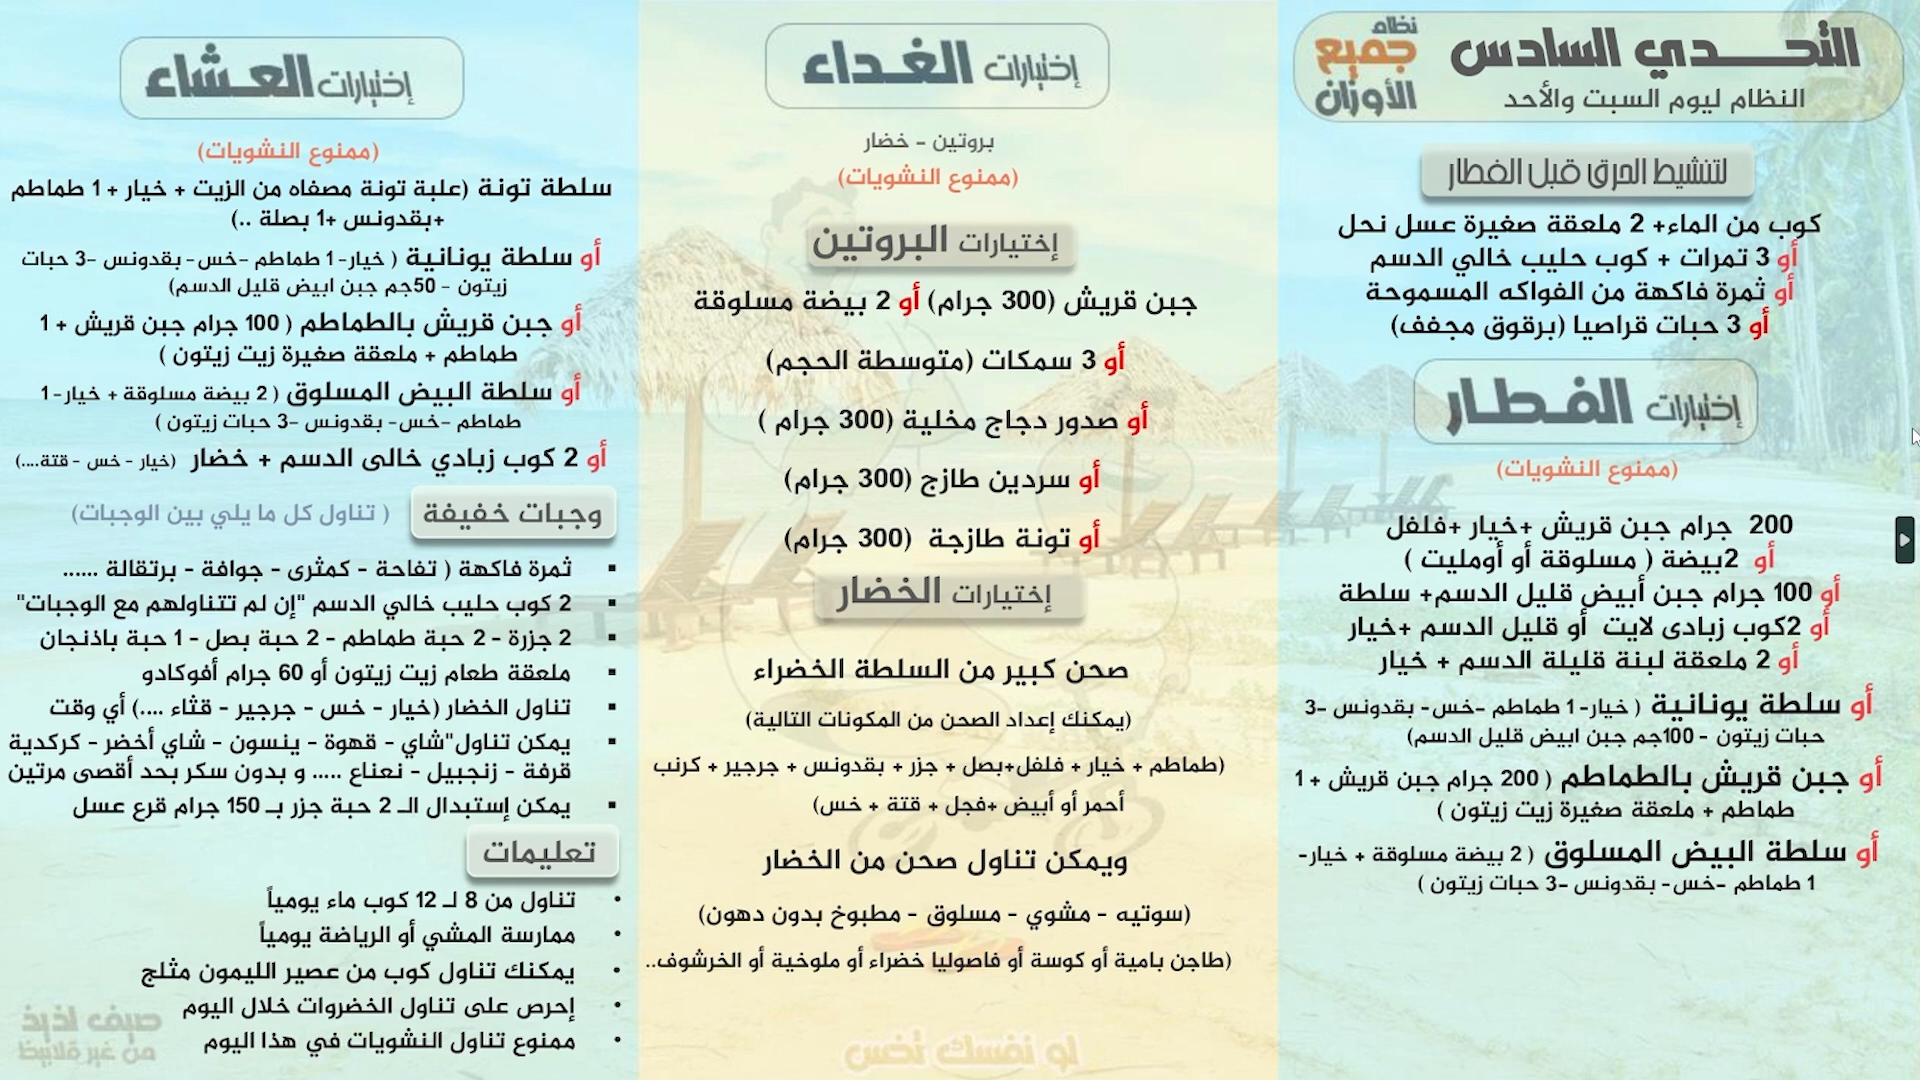 التحدي السادس
نظام
جميع
الأوزان
النظام ليوم السبت والأحد
لتنشيط الحرق قبل الفطار
كوب من الماء+ 2 ملعقة صغيرة عسل نحل
أو 3 تمرات + كوب حليب خالي الدسم
أو ثمرة فاكهة من الفواكه المسموحة
أو 3 حبات قراصيا (برقوق مجفف)
إختيارات الفطار
(ممنوع النشويات)
200 جرام جبن قريش +خيار +فلفل
أو 2بيضة ( مسلوقة أو أومليت )
أو 100 جرام جبن أبيض قليل الدسم+ سلطة
أو 2كوب زبادى لايت أو قليل الدسم +خيار
أو 2 ملعقة لبنة قليلة الدسم + خيار
أو سلطة يونانية ( خيار- 1 طماطم -خس- بقدونس -3
حبات زيتون - 100جم جبن ابيض قليل الدسم)
أو جبن قريش بالطماطم ( 200 جرام جبن قريش + 1
طماطم + ملعقة صغيرة زيت زيتون )
أو سلطة البيض المسلوق ( 2 بيضة مسلوقة + خيار-
1 طماطم -خس- بقدونس -3 حبات زيتون )
إختيارات الغداء
بروتين - خضار
(ممنوع النشويات)
إختيارات البروتين
جبن قريش (300 جرام) أو 2 بيضة مسلوقة
أو 3 سمكات (متوسطة الحجم)
أو صدور دجاج مخلية (300 جرام )
أو سردين طازج (300 جرام)
أو تونة طازجة (300 جرام)
إختيارات الخضار
صحن كبير من السلطة الخضراء
(يمكنك إعداد الصحن من المكونات التالية)
(طماطم + خيار + فلفل+بصل + جزر + بقدونس + جرجير + كرنب
أحمر أو أبيض +فجل + قتة + خس)
ويمكن تناول صحن من الخضار
(سوتيه - مشوي - مسلوق - مطبوخ بدون دهون)
(طاجن بامية أو كوسة أو فاصوليا خضراء أو ملوخية أو الخرشوف..
لو نفسك تخس
إختيارات العشاء
(ممنوع النشويات)
سلطة تونة (علبة تونة مصفاه من الزيت + خيار + 1 طماطم
+بقدونس +1 بصلة ..)
أو سلطة يونانية ( خيار- 1 طماطم -خس- بقدونس -3 حبات
زيتون - 50جم جبن ابيض قليل الدسم)
أو جبن قريش بالطماطم ( 100 جرام جبن قريش + 1
طماطم + ملعقة صغيرة زيت زيتون )
أو سلطة البيض المسلوق ( 2 بيضة مسلوقة + خيار- 1
طماطم -خس- بقدونس -3 حبات زيتون )
أو 2 كوب زبادي خالى الدسم + خضار (خيار - خس - قتة....)
وجبات خفيفة ( تناول كل ما يلي بين الوجبات)
▪ ثمرة فاكهة ( تفاحة - كمثرى - جوافة - برتقالة ......
▪ 2 كوب حليب خالي الدسم "إن لم تتناولهم مع الوجبات"
▪ 2 جزرة - 2 حبة طماطم - 2 حبة بصل - 1 حبة باذنجان
▪ ملعقة طعام زيت زيتون أو 60 جرام أفوكادو
▪ تناول الخضار (خيار - خس - جرجير - قثاء ....) أي وقت
▪ يمكن تناول"شاي - قهوة - ينسون - شاي أخضر - كركدية
قرفة - زنجبيل - نعناع ..... و بدون سكر بحد أقصى مرتين
▪ يمكن إستبدال الـ 2 حبة جزر بـ 150 جرام قرع عسل
تعليمات
• تناول من 8 لـ 12 كوب ماء يومياً
• ممارسة المشي أو الرياضة يومياً
• يمكنك تناول كوب من عصير الليمون مثلج
• إحرص على تناول الخضروات خلال اليوم
• ممنوع تناول النشويات في هذا اليوم
صيف لذيذ
من غير قلابيظ